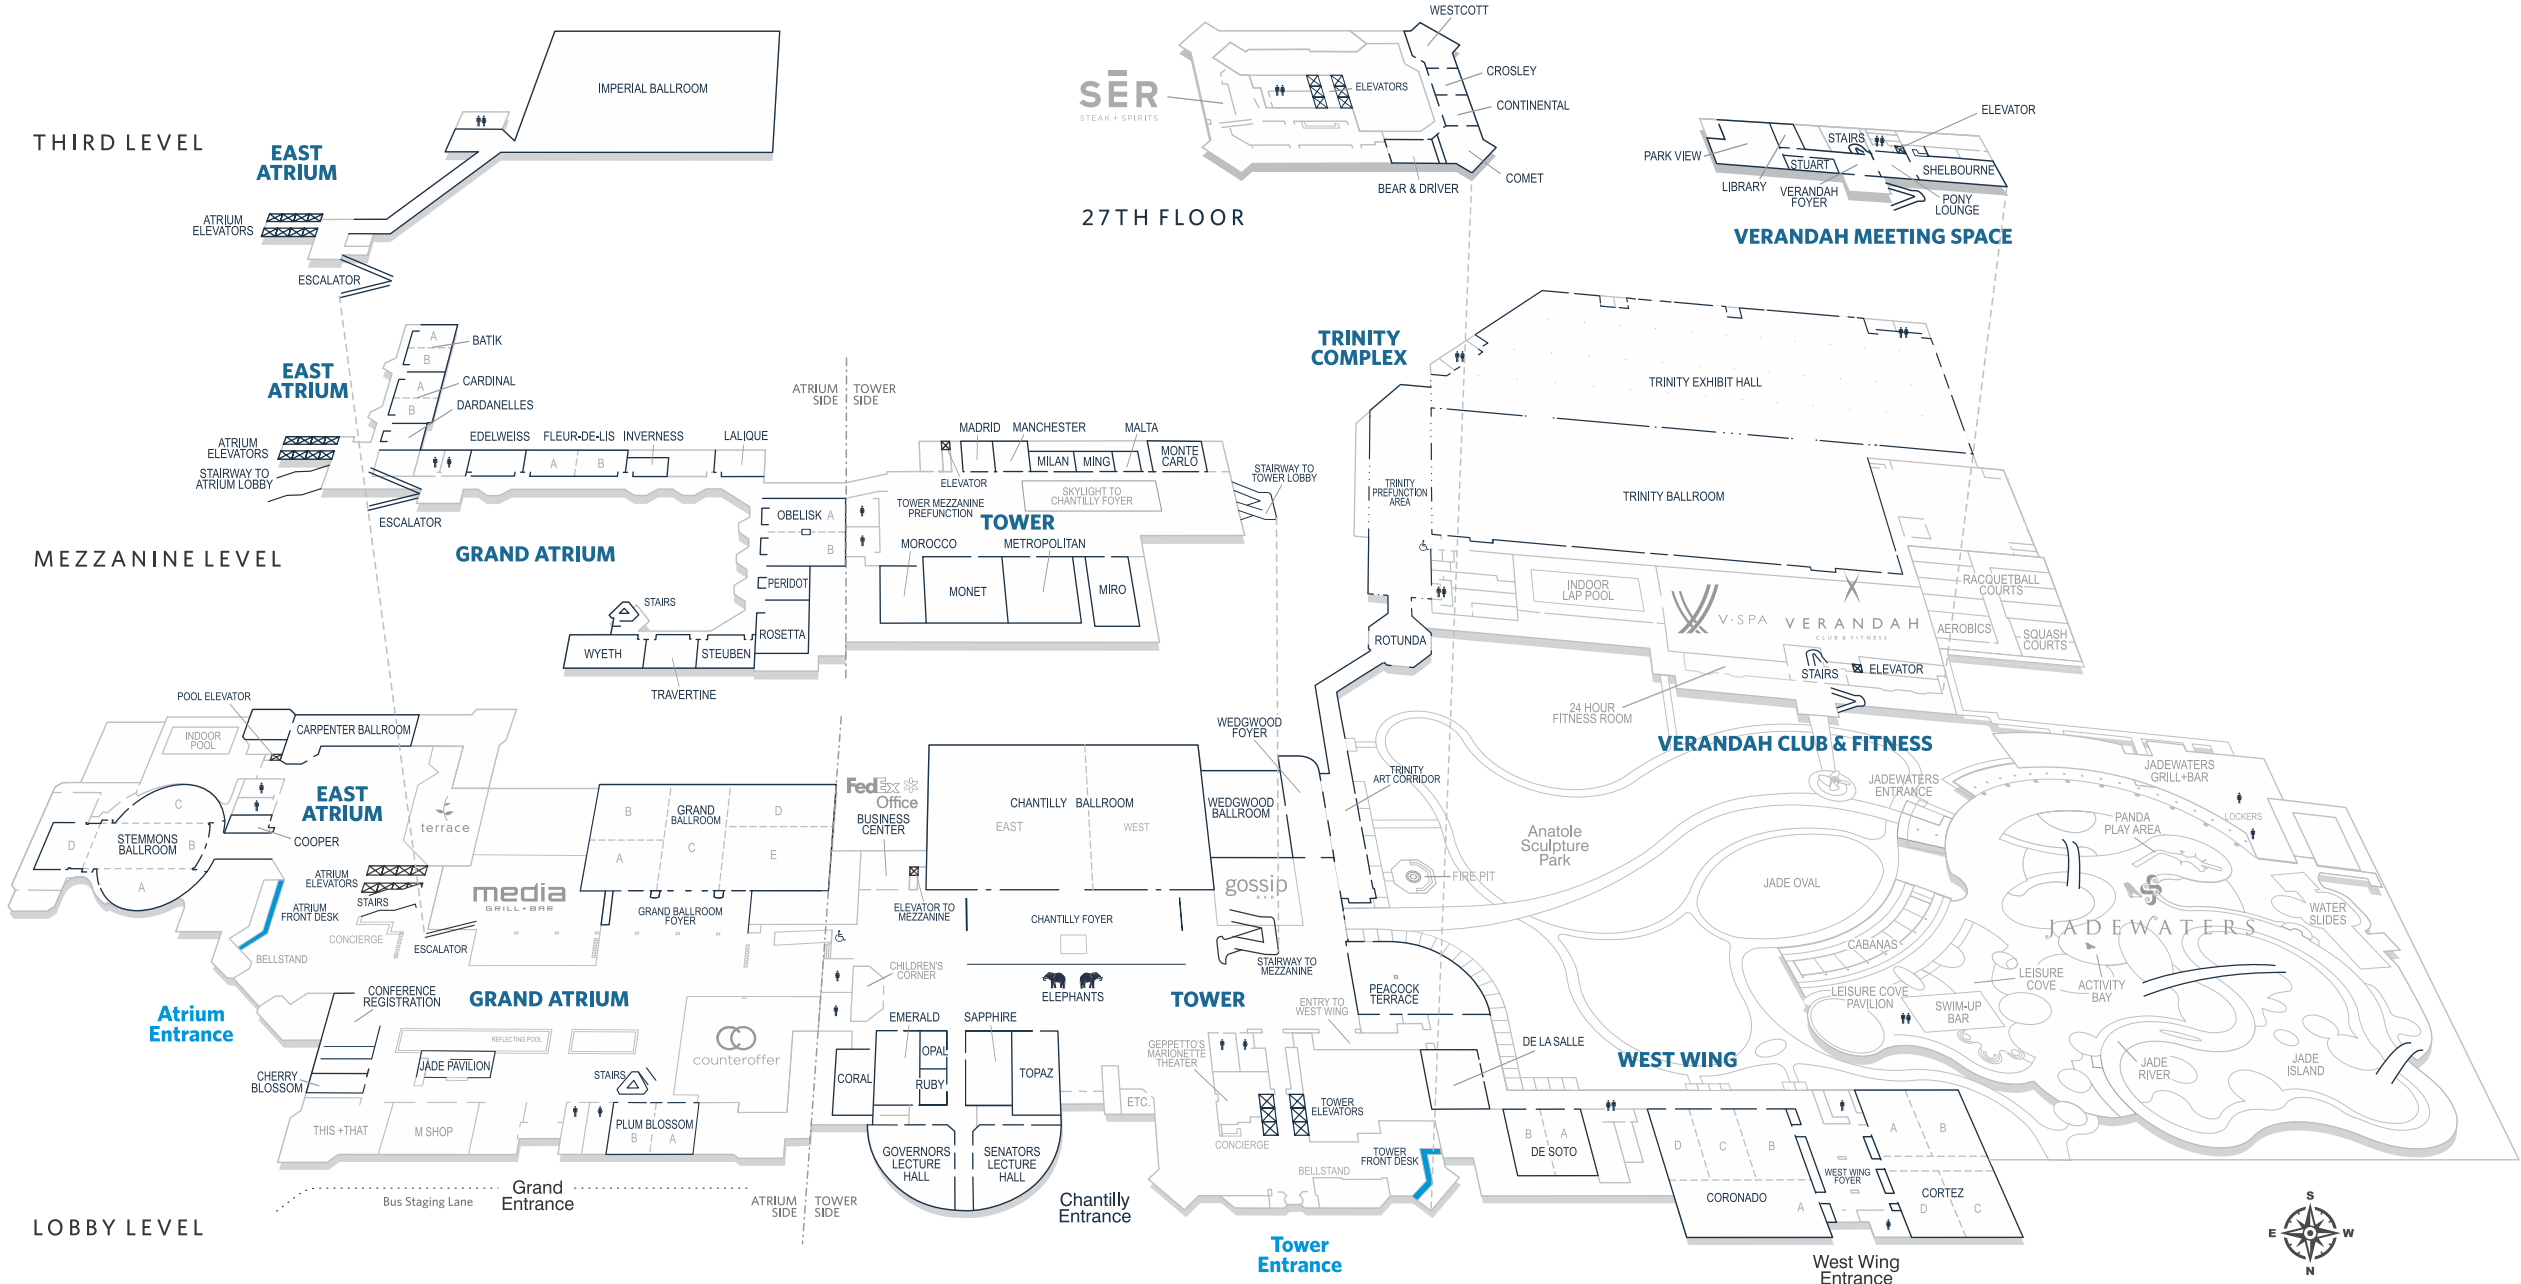 THIRD LEVEL
EAST
ATRIUM
IMPERIAL BALLROOM
ATRIUM
ELEVATORS
ESCALATOR
SĒR
STEAK + SPIRITS
27TH FLOOR
WESTCOTT
CROSLEY
ELEVATORS
CONTINENTAL
COMET
BEAR & DRIVER
ELEVATOR
STAIRS
PARK VIEW
STUART
SHELBOURNE
LIBRARY
VERANDAH
FOYER
PONY
LOUNGE
VERANDAH MEETING SPACE
MEZZANINE LEVEL
EAST
ATRIUM
A
B
BATIK
A
B
CARDINAL
DARDANELLES
ATRIUM
ELEVATORS
STAIRWAY TO
ATRIUM LOBBY
ESCALATOR
EDELWEISS
FLEUR-DE-LIS
A
B
INVERNESS
LALIQUE
GRAND ATRIUM
OBELISK
A
B
PERIDOT
ROSETTA
STAIRS
WYETH
STEUBEN
TRAVERTINE
ATRIUM
SIDE
TOWER
SIDE
MADRID
MANCHESTER
MALTA
MILAN
MING
MONTE
CARLO
ELEVATOR
SKYLIGHT TO
CHANTILLY FOYER
TOWER MEZZANINE
PREFUNCTION
TOWER
STAIRWAY TO
TOWER LOBBY
MOROCCO
METROPOLITAN
MONET
MIRO
TRINITY
COMPLEX
TRINITY EXHIBIT HALL
TRINITY BALLROOM
TRINITY
PREFUNCTION
AREA
ROTUNDA
INDOOR
LAP POOL
V·SPA
VERANDAH
CLUB & FITNESS
RACQUETBALL
COURTS
AEROBICS
SQUASH
COURTS
STAIRS
ELEVATOR
24 HOUR
FITNESS ROOM
VERANDAH CLUB & FITNESS
LOBBY LEVEL
POOL ELEVATOR
INDOOR
POOL
CARPENTER BALLROOM
EAST
ATRIUM
C
D
STEMMONS
BALLROOM
B
A
COOPER
terrace
ATRIUM
ELEVATORS
STAIRS
ATRIUM
FRONT DESK
CONCIERGE
BELLSTAND
ESCALATOR
media
GRILL + BAR
Atrium
Entrance
CONFERENCE
REGISTRATION
GRAND ATRIUM
REFLECTING POOL
JADE PAVILION
CHERRY
BLOSSOM
THIS +THAT
M SHOP
STAIRS
PLUM BLOSSOM
B
A
counteroffer
Grand
Entrance
Bus Staging Lane
ATRIUM
SIDE
TOWER
SIDE
GRAND
BALLROOM
B
D
A
C
E
GRAND BALLROOM
FOYER
FedEx
Office
BUSINESS
CENTER
ELEVATOR TO
MEZZANINE
CHILDREN'S
CORNER
CHANTILLY BALLROOM
EAST
WEST
CHANTILLY FOYER
ELEPHANTS
WEDGWOOD
FOYER
WEDGWOOD
BALLROOM
gossip
BAR
STAIRWAY TO
MEZZANINE
TOWER
EMERALD
SAPPHIRE
OPAL
RUBY
TOPAZ
CORAL
GOVERNORS
LECTURE
HALL
SENATORS
LECTURE
HALL
ETC.
Chantilly
Entrance
ENTRY TO
WEST WING
GEPPETTO'S
MARIONETTE
THEATER
TOWER
ELEVATORS
CONCIERGE
BELLSTAND
TOWER
FRONT DESK
Tower
Entrance
TRINITY
ART CORRIDOR
PEACOCK
TERRACE
DE LA SALLE
WEST WING
B
A
DE SOTO
D
C
B
CORONADO
A
WEST WING
FOYER
A
B
CORTEZ
D
C
West Wing
Entrance
Anatole
Sculpture
Park
FIRE PIT
JADE OVAL
JADEWATERS
ENTRANCE
JADEWATERS
GRILL+BAR
LOCKERS
PANDA
PLAY AREA
WATER
SLIDES
JADEWATERS
CABANAS
LEISURE
COVE
ACTIVITY
BAY
LEISURE COVE
PAVILION
SWIM-UP
BAR
JADE
RIVER
JADE
ISLAND
S
E
W
N